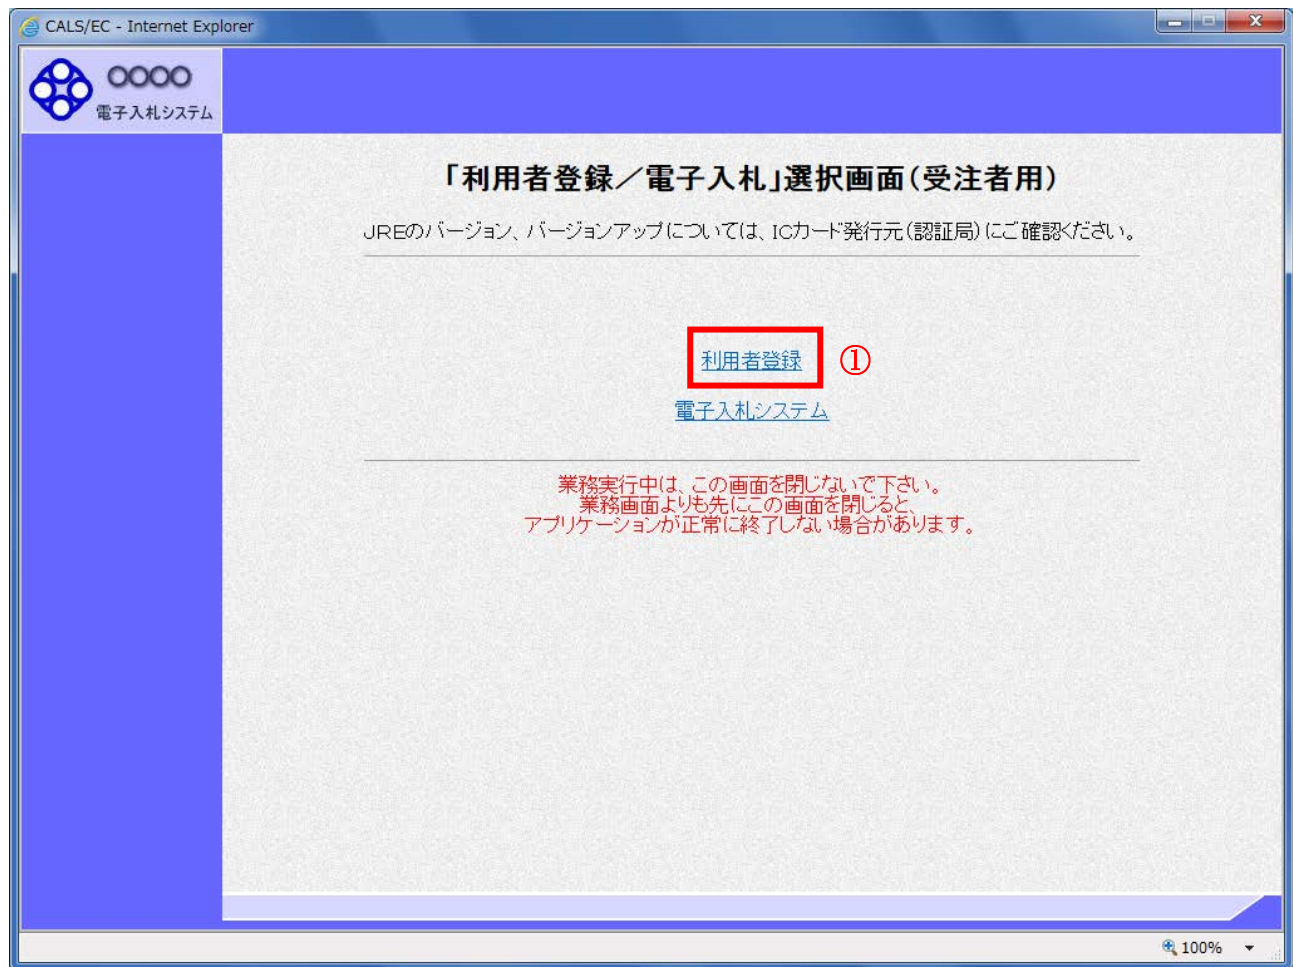 CALS/EC - Internet Explorer
○○○○
電子入札システム
「利用者登録／電子入札」選択画面(受注者用)
JREのバージョン、バージョンアップについては、ICカード発行元(認証局)にご確認ください。
利用者登録 ①
電子入札システム
業務実行中は、この画面を閉じないで下さい。
業務画面よりも先にこの画面を閉じると、
アプリケーションが正常に終了しない場合があります。
100%